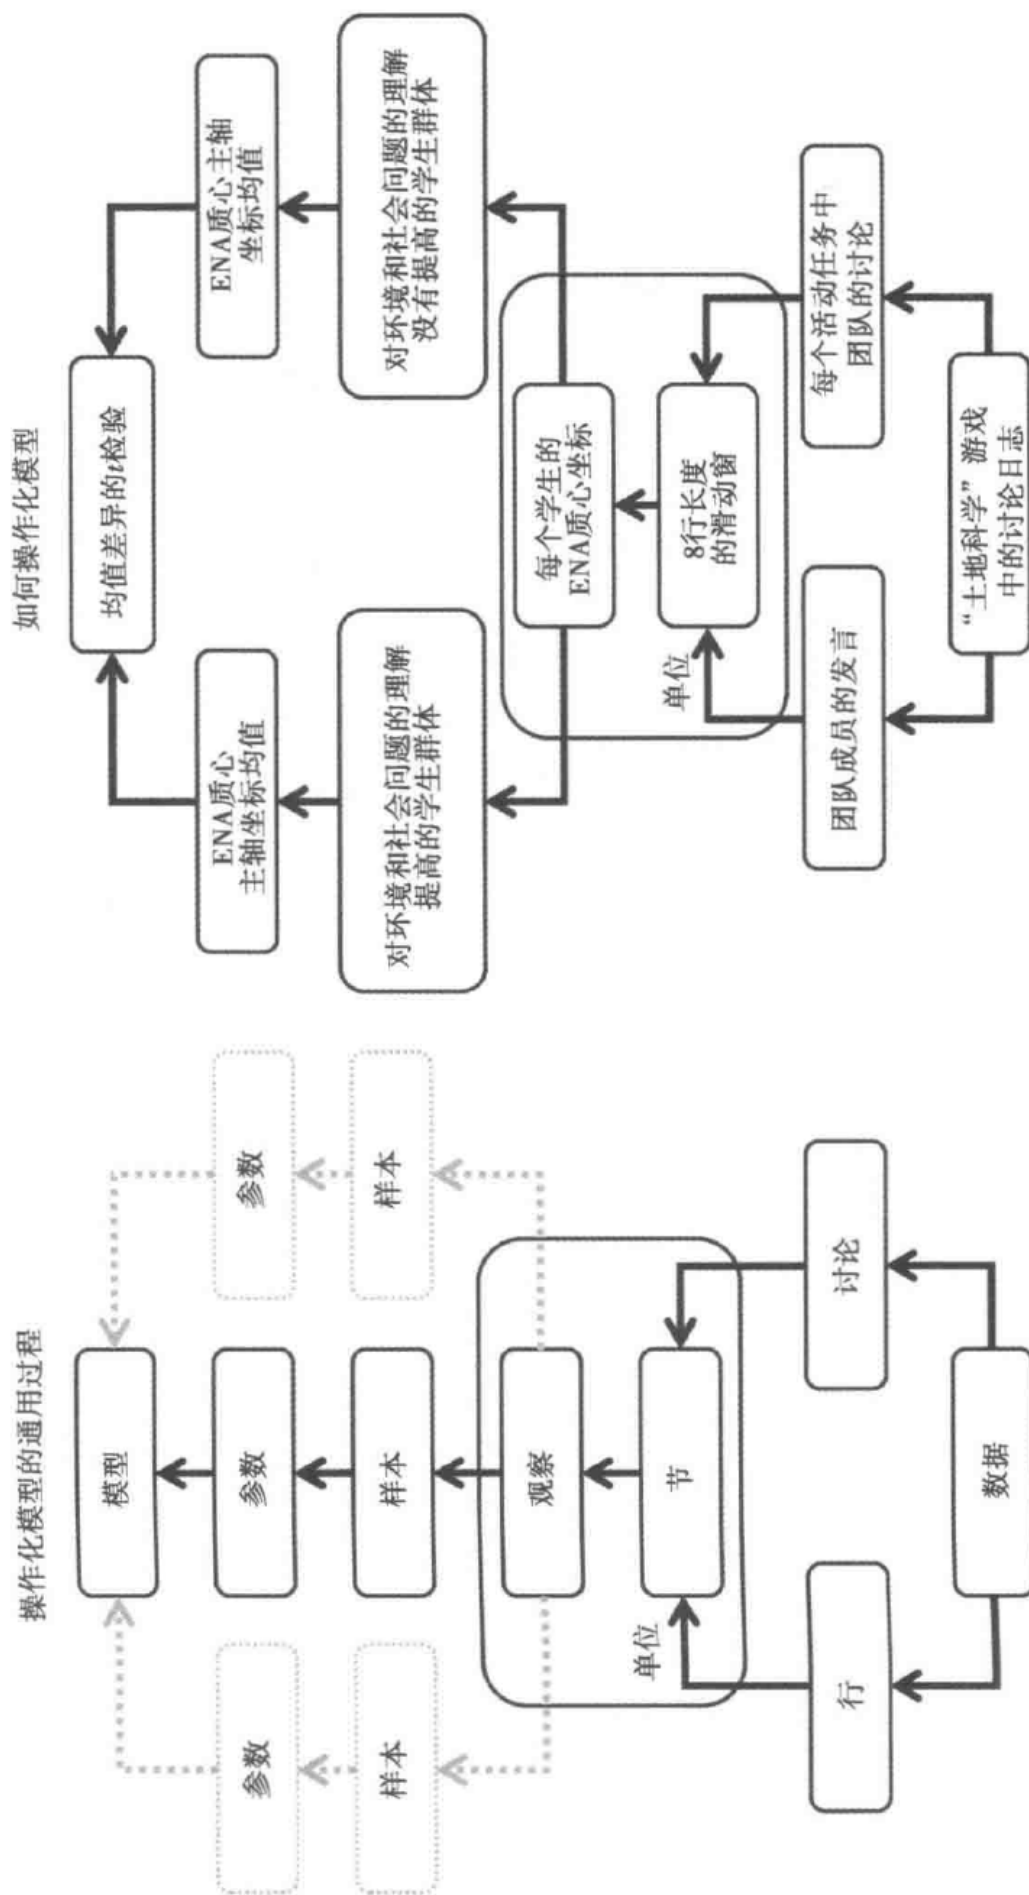 操作化模型的通用过程
模型
参数
参数
参数
样本
样本
样本
观察
单位
节
行
讨论
数据
如何操作化模型
均值差异的t检验
ENA质心
主轴坐标均值
ENA质心主轴
坐标均值
对环境和社会问题的理解
提高的学生群体
对环境和社会问题的理解
没有提高的学生群体
每个学生的
ENA质心坐标
单位
8行长度
的滑动窗
团队成员的发言
每个活动任务中
团队的讨论
“土地科学”游戏
中的讨论日志